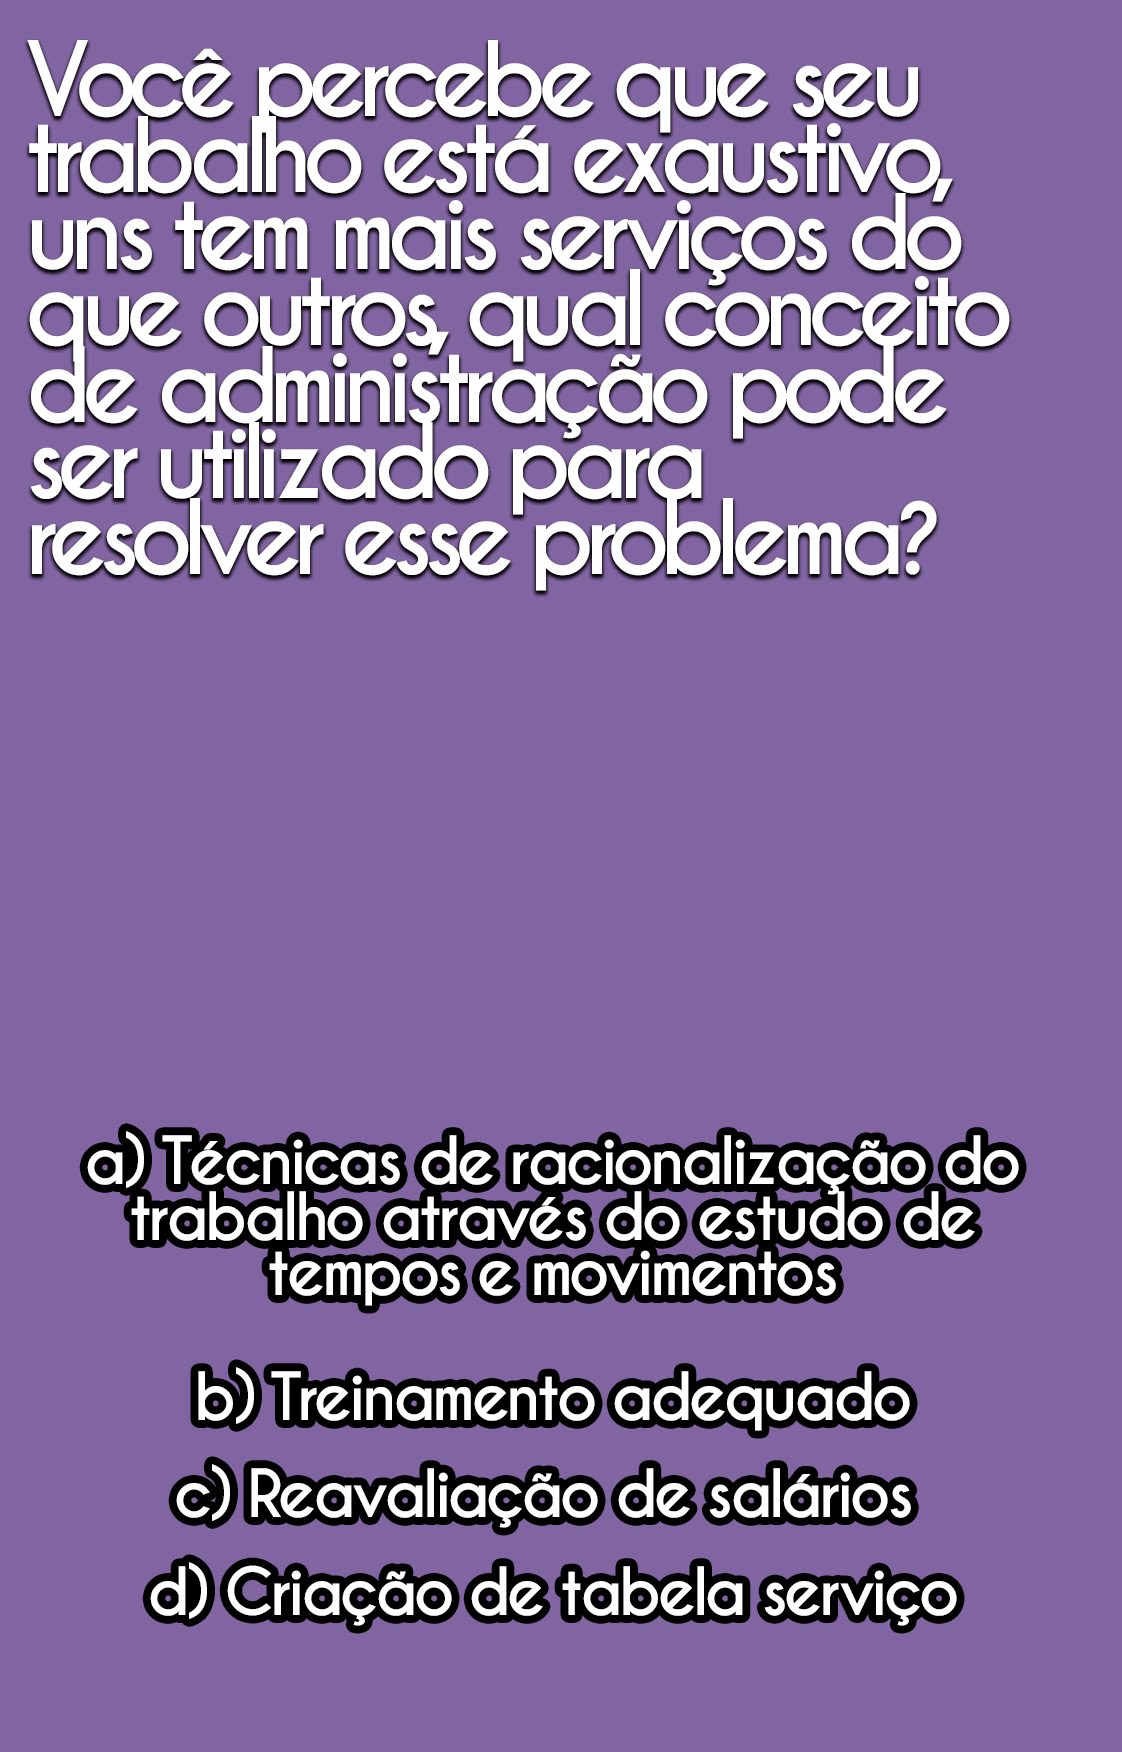 Você percebe que seu
trabalho está exaustivo,
uns tem mais serviços do
que outros, qual conceito
de administração pode
ser utilizado para
resolver esse problema?
a) Técnicas de racionalização do
trabalho através do estudo de
tempos e movimentos
b) Treinamento adequado
c) Reavaliação de salários
d) Criação de tabela serviço